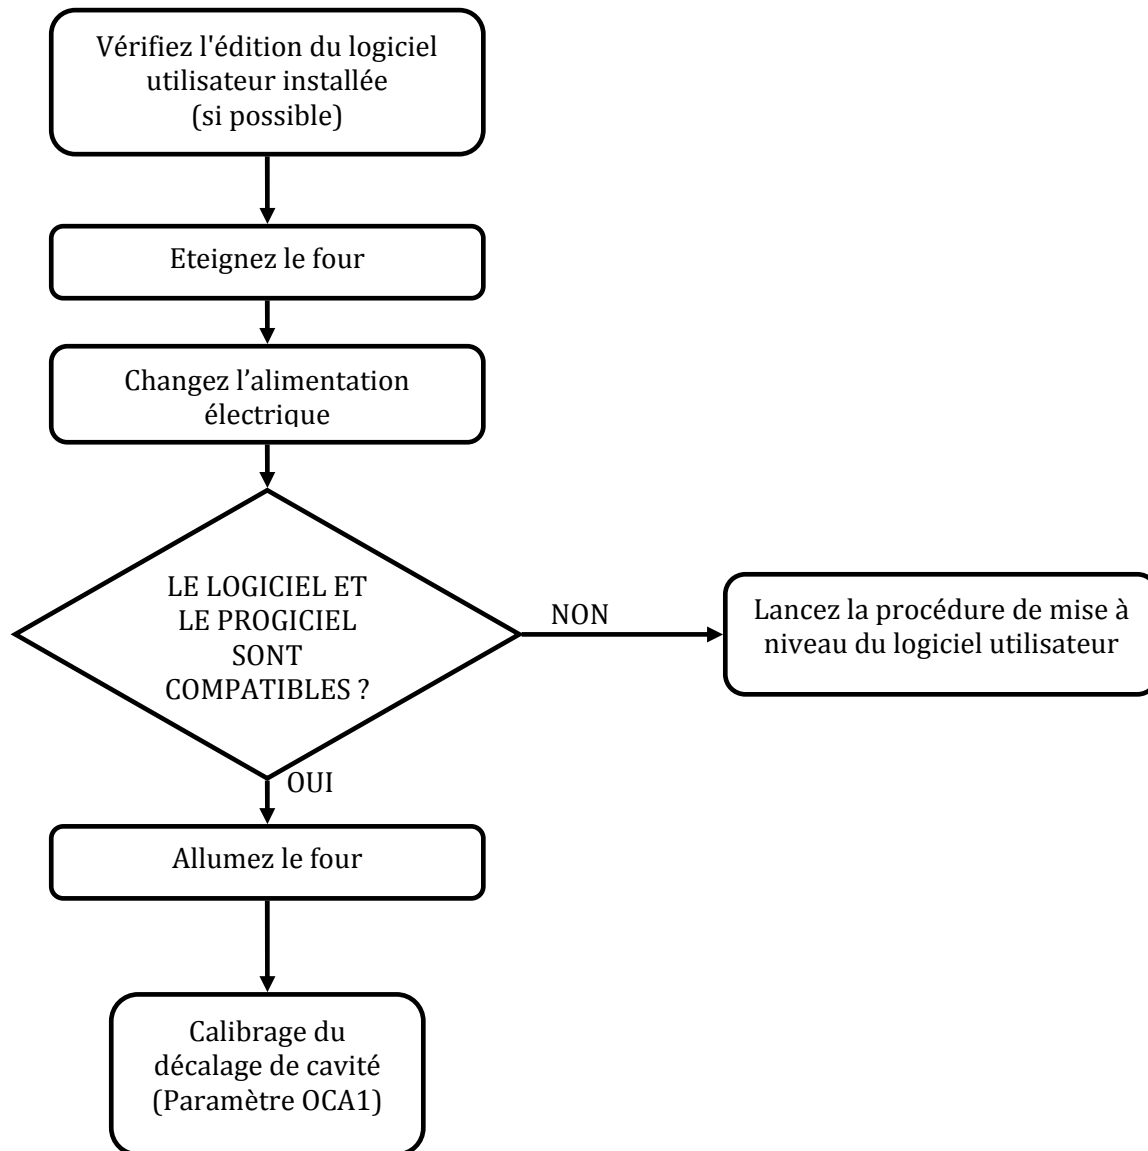 Vérifiez l'édition du logiciel
utilisateur installée
(si possible)
Eteignez le four
Changez l’alimentation
électrique
LE LOGICIEL ET
LE PROGICIEL
SONT
COMPATIBLES ?
NON
Lancez la procédure de mise à
niveau du logiciel utilisateur
OUI
Allumez le four
Calibrage du
décalage de cavité
(Paramètre OCA1)